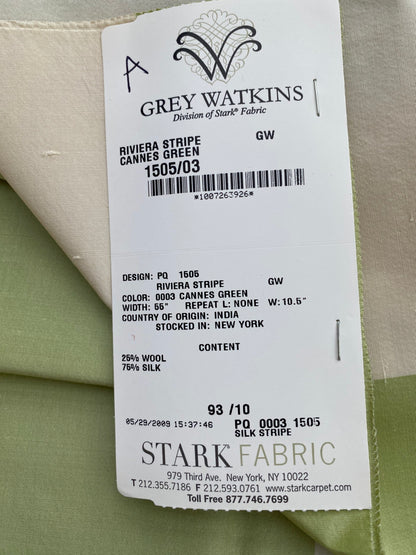 A
GREY WATKINS
Division of Stark® Fabric
RIVIERA STRIPE GW
CANNES GREEN
1505/03
*1007263926*
DESIGN: PQ 1505
RIVIERA STRIPE GW
COLOR: 0003 CANNES GREEN
WIDTH: 55" REPEAT L: NONE W: 10.5"
COUNTRY OF ORIGIN: INDIA
STOCKED IN: NEW YORK
CONTENT
25% WOOL
75% SILK
93 /10
05/29/2009 15:37:46 PQ 0003 1505
SILK STRIPE
STARK FABRIC
979 Third Ave. New York, NY 10022
T 212.355.7186 F 212.593.0761 www.starkcarpet.com
Toll Free 877.746.7699